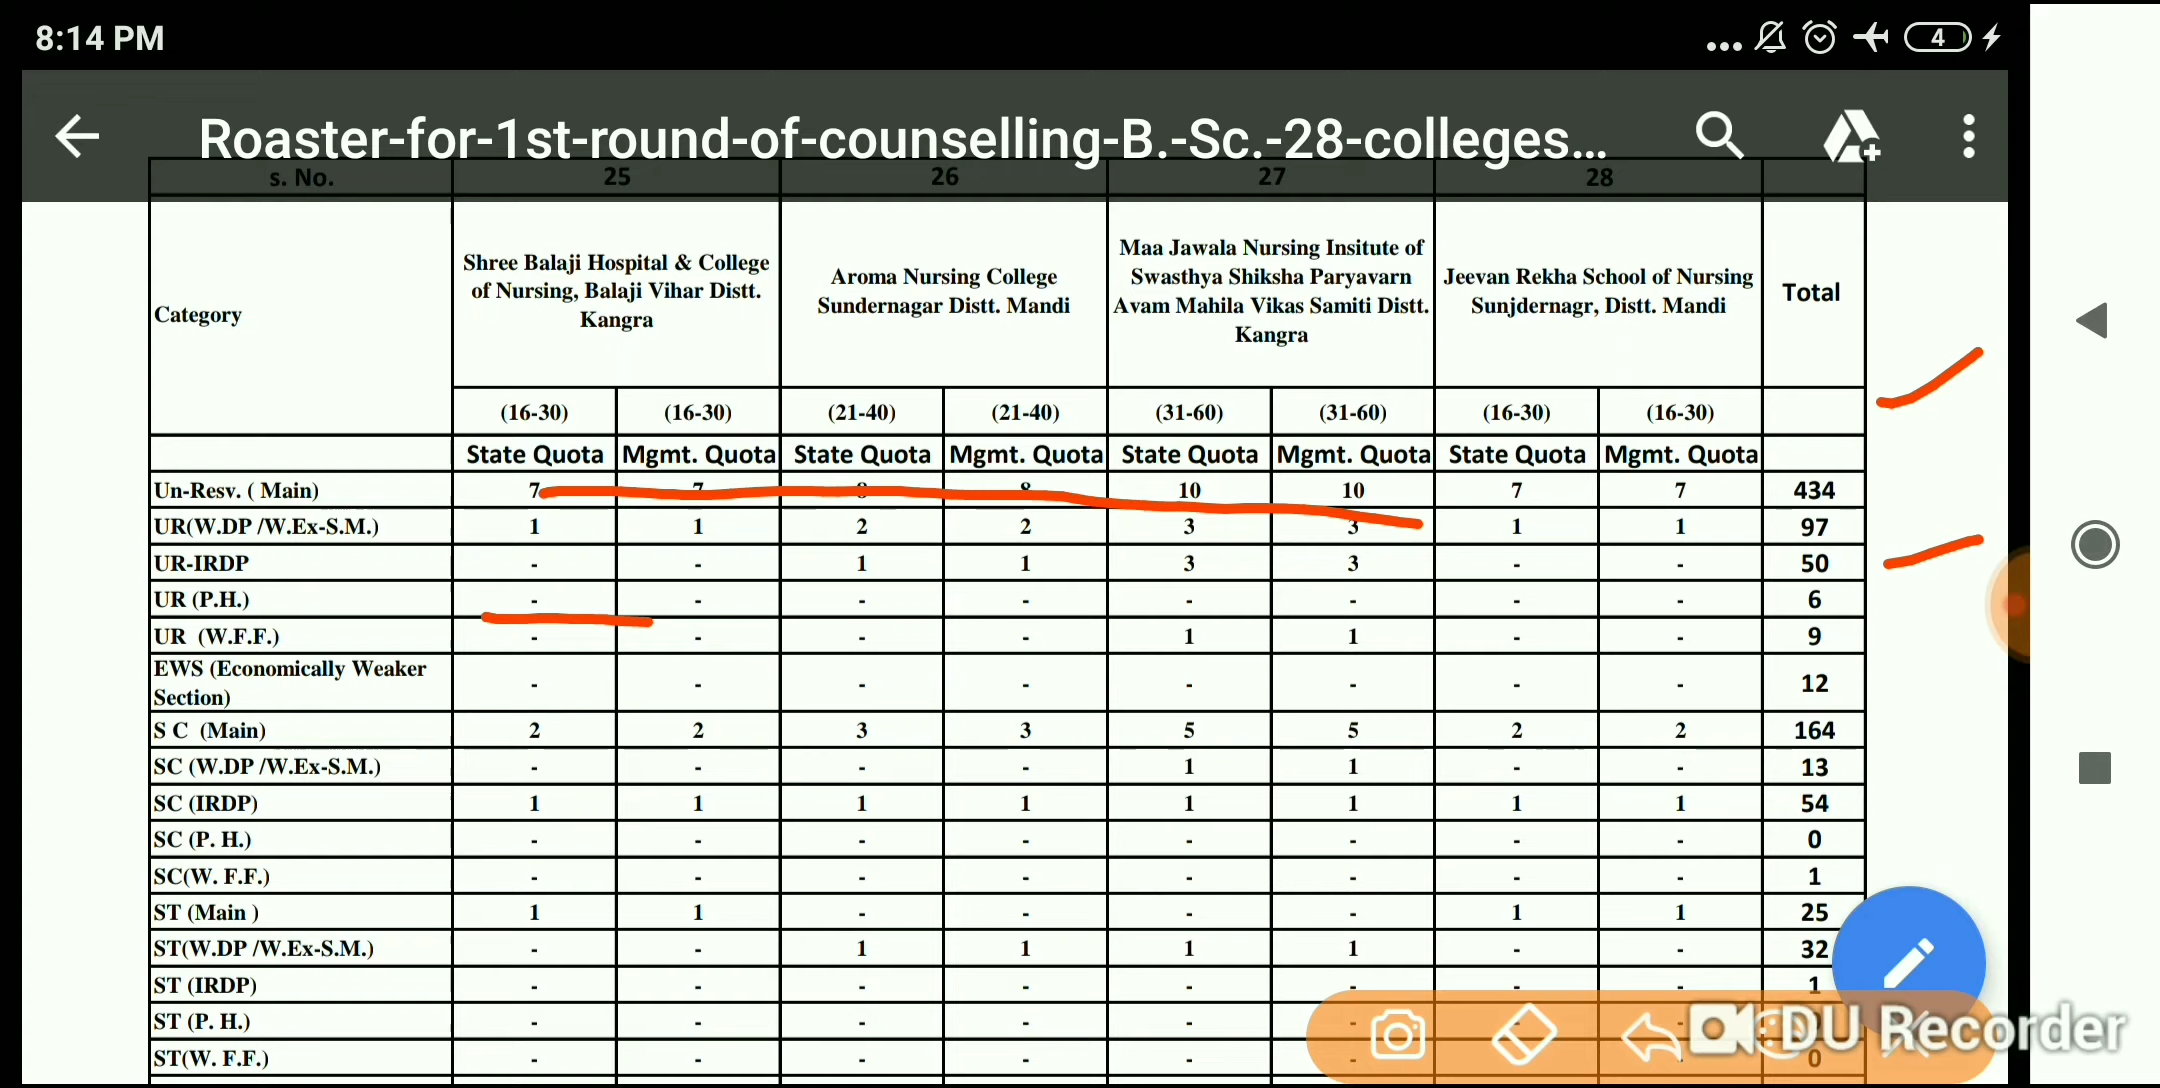 8:14 PM
4
Roaster-for-1st-round-of-counselling-B.-Sc.-28-colleges...
s. No. 25 26 27 28
Category
Shree Balaji Hospital & College of Nursing, Balaji Vihar Distt. Kangra
Aroma Nursing College Sundernagar Distt. Mandi
Maa Jawala Nursing Insitute of Swasthya Shiksha Paryavarn Avam Mahila Vikas Samiti Distt. Kangra
Jeevan Rekha School of Nursing Sunjdernagr, Distt. Mandi
Total
(16-30) (16-30) (21-40) (21-40) (31-60) (31-60) (16-30) (16-30)
State Quota Mgmt. Quota State Quota Mgmt. Quota State Quota Mgmt. Quota State Quota Mgmt. Quota
Un-Resv. ( Main) 7 7 8 8 10 10 7 7 434
UR(W.DP /W.Ex-S.M.) 1 1 2 2 3 3 1 1 97
UR-IRDP - - 1 1 3 3 - - 50
UR (P.H.) - - - - - - - - 6
UR (W.F.F.) - - - - 1 1 - - 9
EWS (Economically Weaker Section) - - - - - - - - 12
S C (Main) 2 2 3 3 5 5 2 2 164
SC (W.DP /W.Ex-S.M.) - - - - 1 1 - - 13
SC (IRDP) 1 1 1 1 1 1 1 1 54
SC (P. H.) - - - - - - - - 0
SC(W. F.F.) - - - - - - - - 1
ST (Main ) 1 1 - - - - 1 1 25
ST(W.DP /W.Ex-S.M.) - - 1 1 1 1 - - 32
ST (IRDP) - - - - - - - - 1
ST (P. H.) - - - - - -
ST(W. F.F.) - - - - - - - - 0
DU Recorder